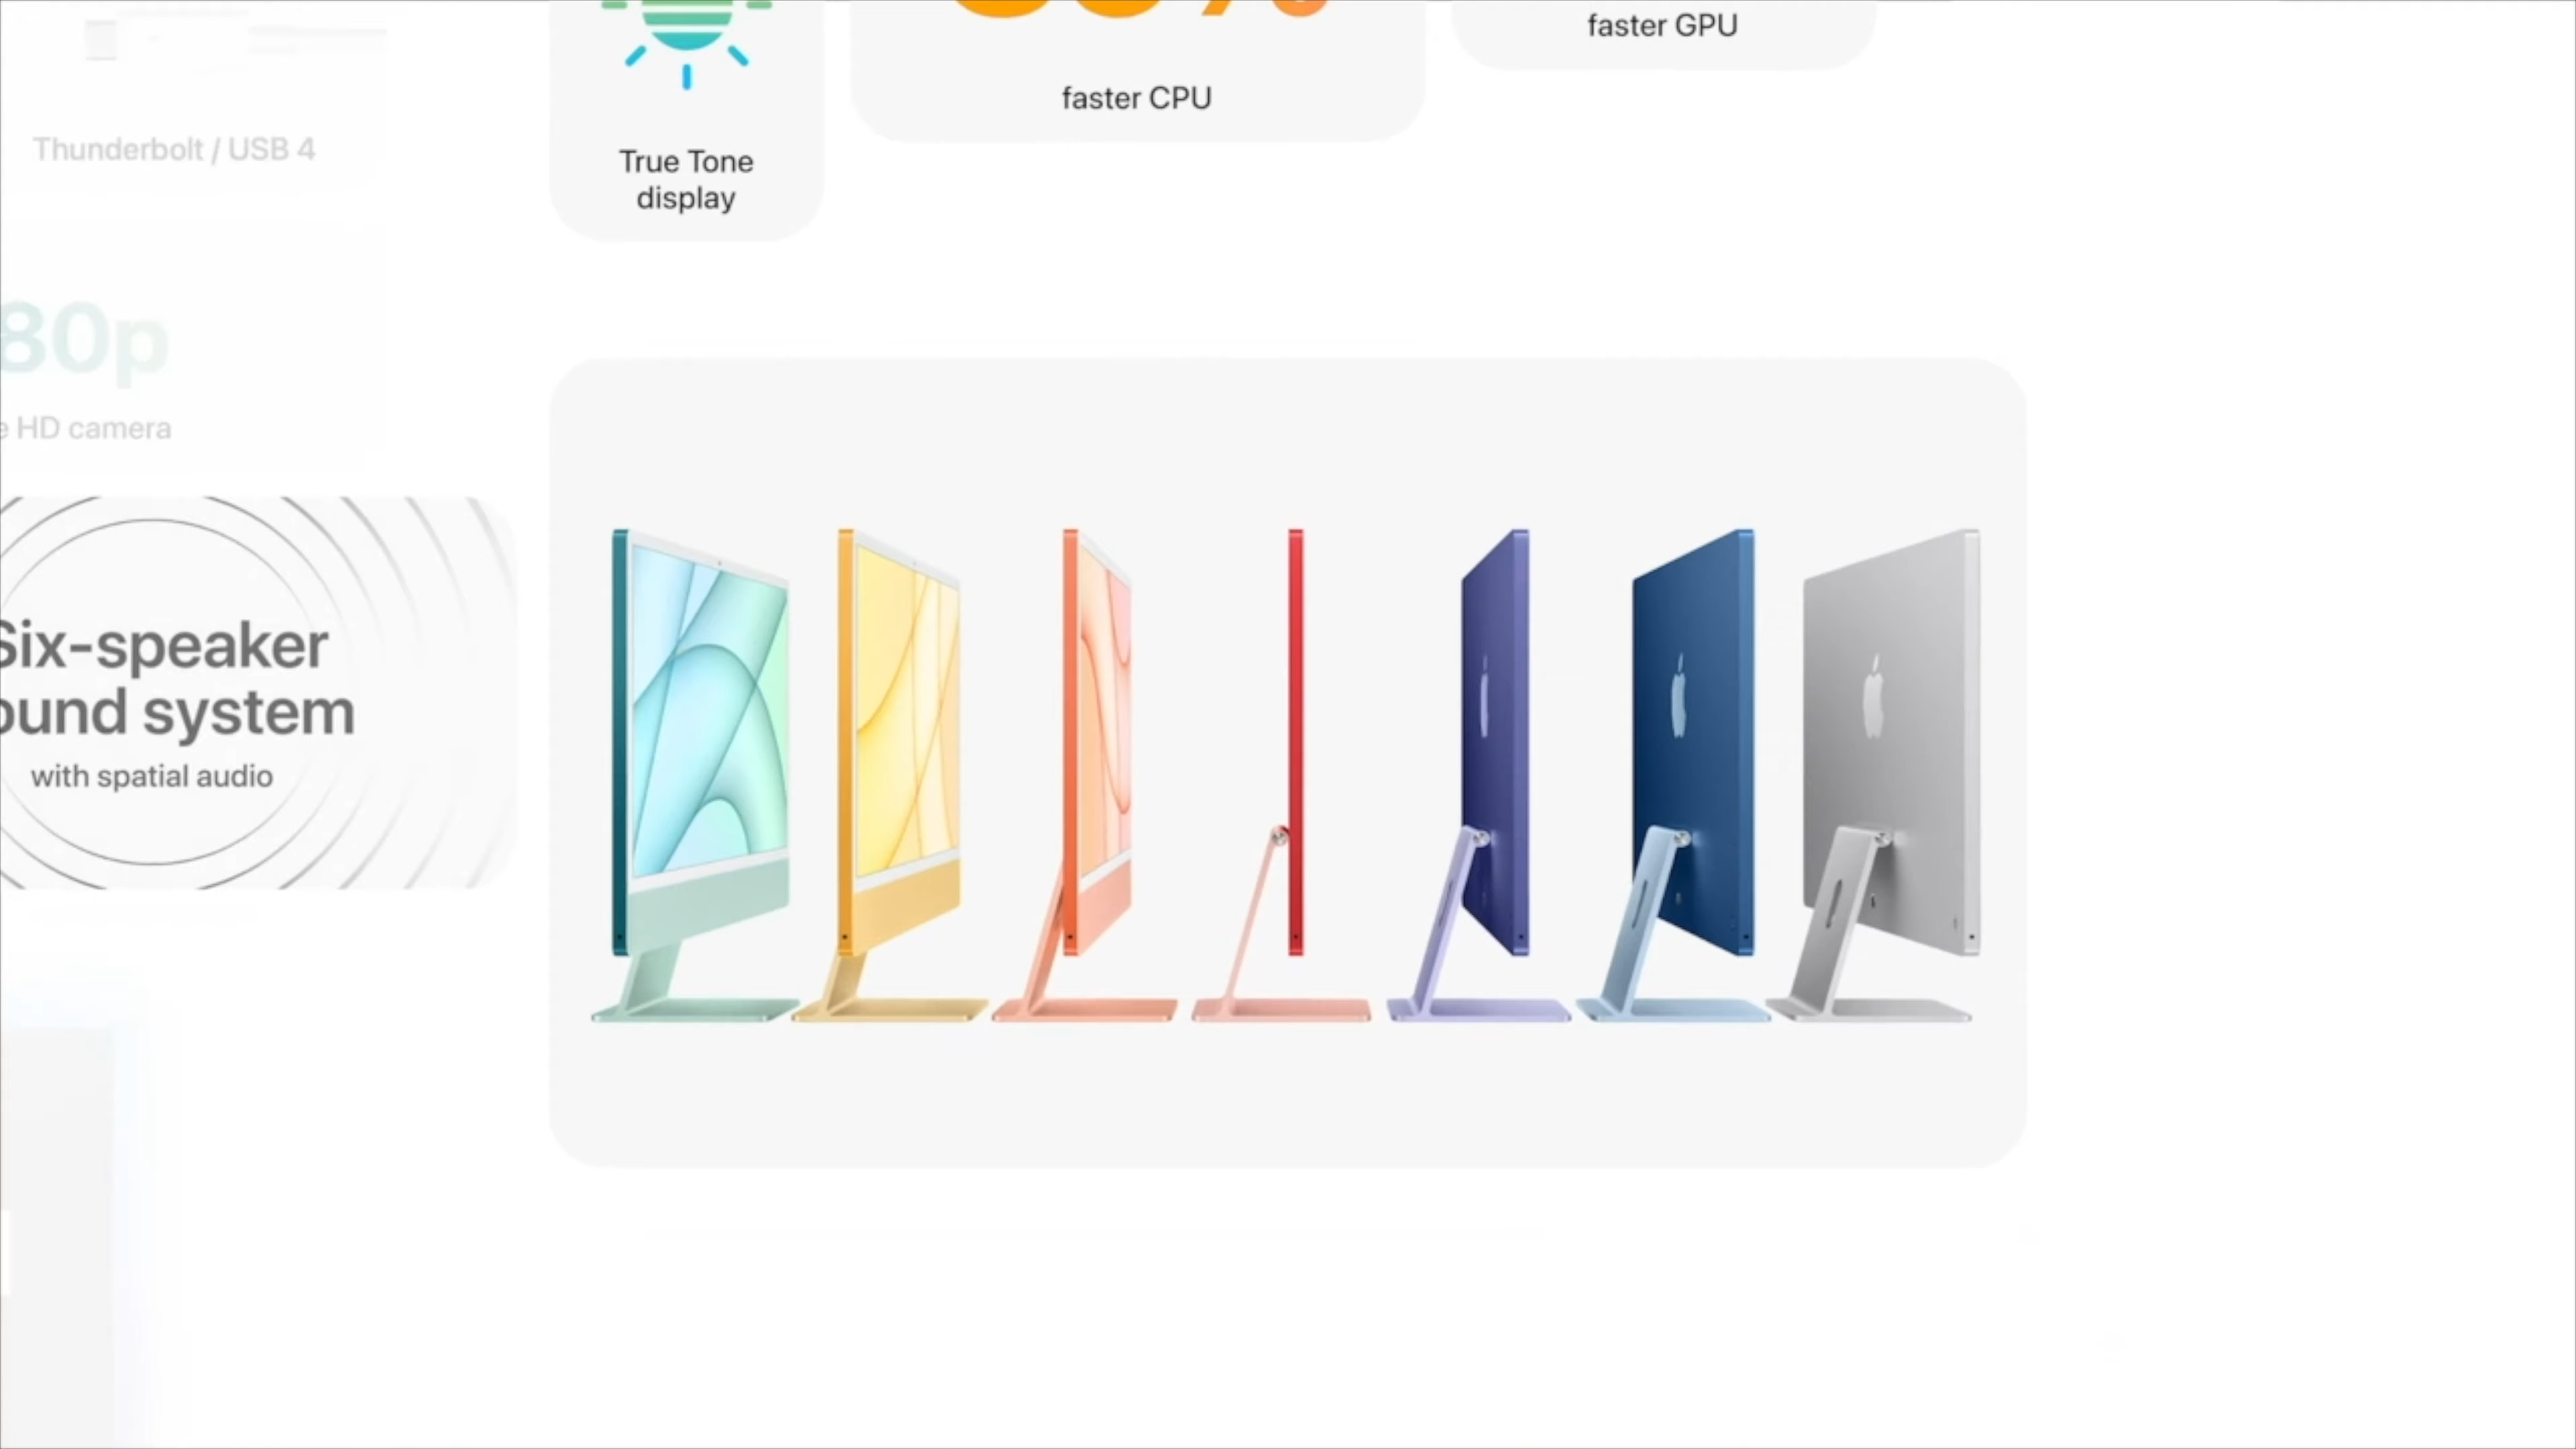 faster GPU
faster CPU
True Tone
display
Thunderbolt / USB 4
80p
HD camera
Six-speaker
system
with spatial audio